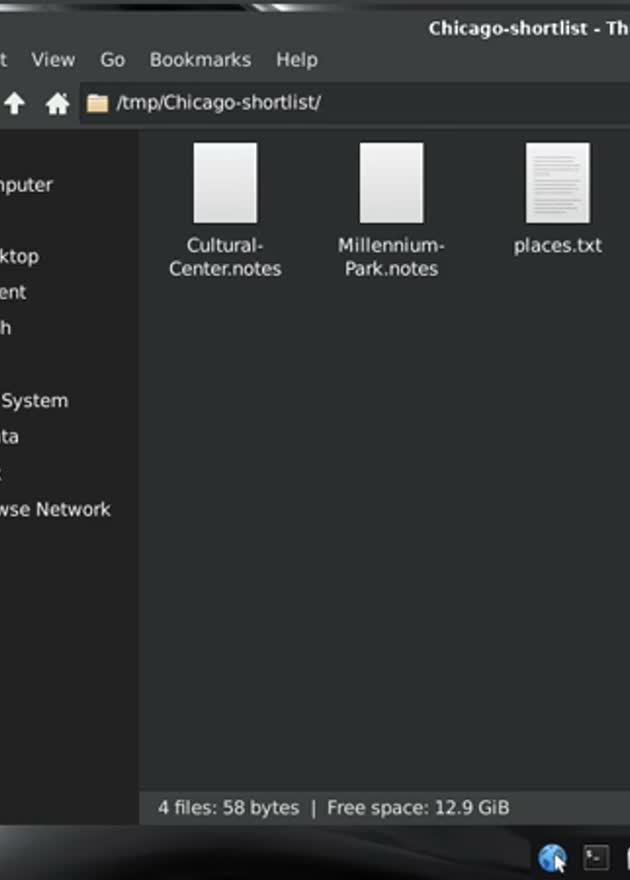 Chicago-shortlist - Th
t View Go Bookmarks Help
/tmp/Chicago-shortlist/
mputer
Cultural-
Center.notes
Millennium-
Park.notes
places.txt
ktop
ent
h
System
ata
wse Network
4 files: 58 bytes | Free space: 12.9 GiB